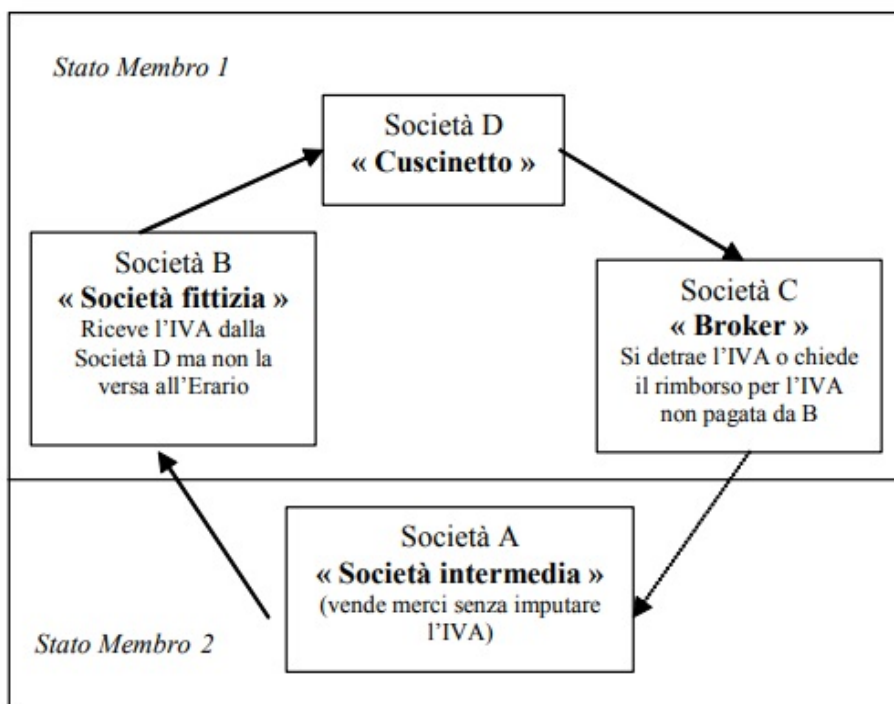 Stato Membro 1
Società D
« Cuscinetto »
Società B
« Società fittizia »
Riceve l'IVA dalla
Società D ma non la
versa all'Erario
Società C
« Broker »
Si detrae l'IVA o chiede
il rimborso per l'IVA
non pagata da B
Società A
« Società intermedia »
(vende merci senza imputare
l'IVA)
Stato Membro 2